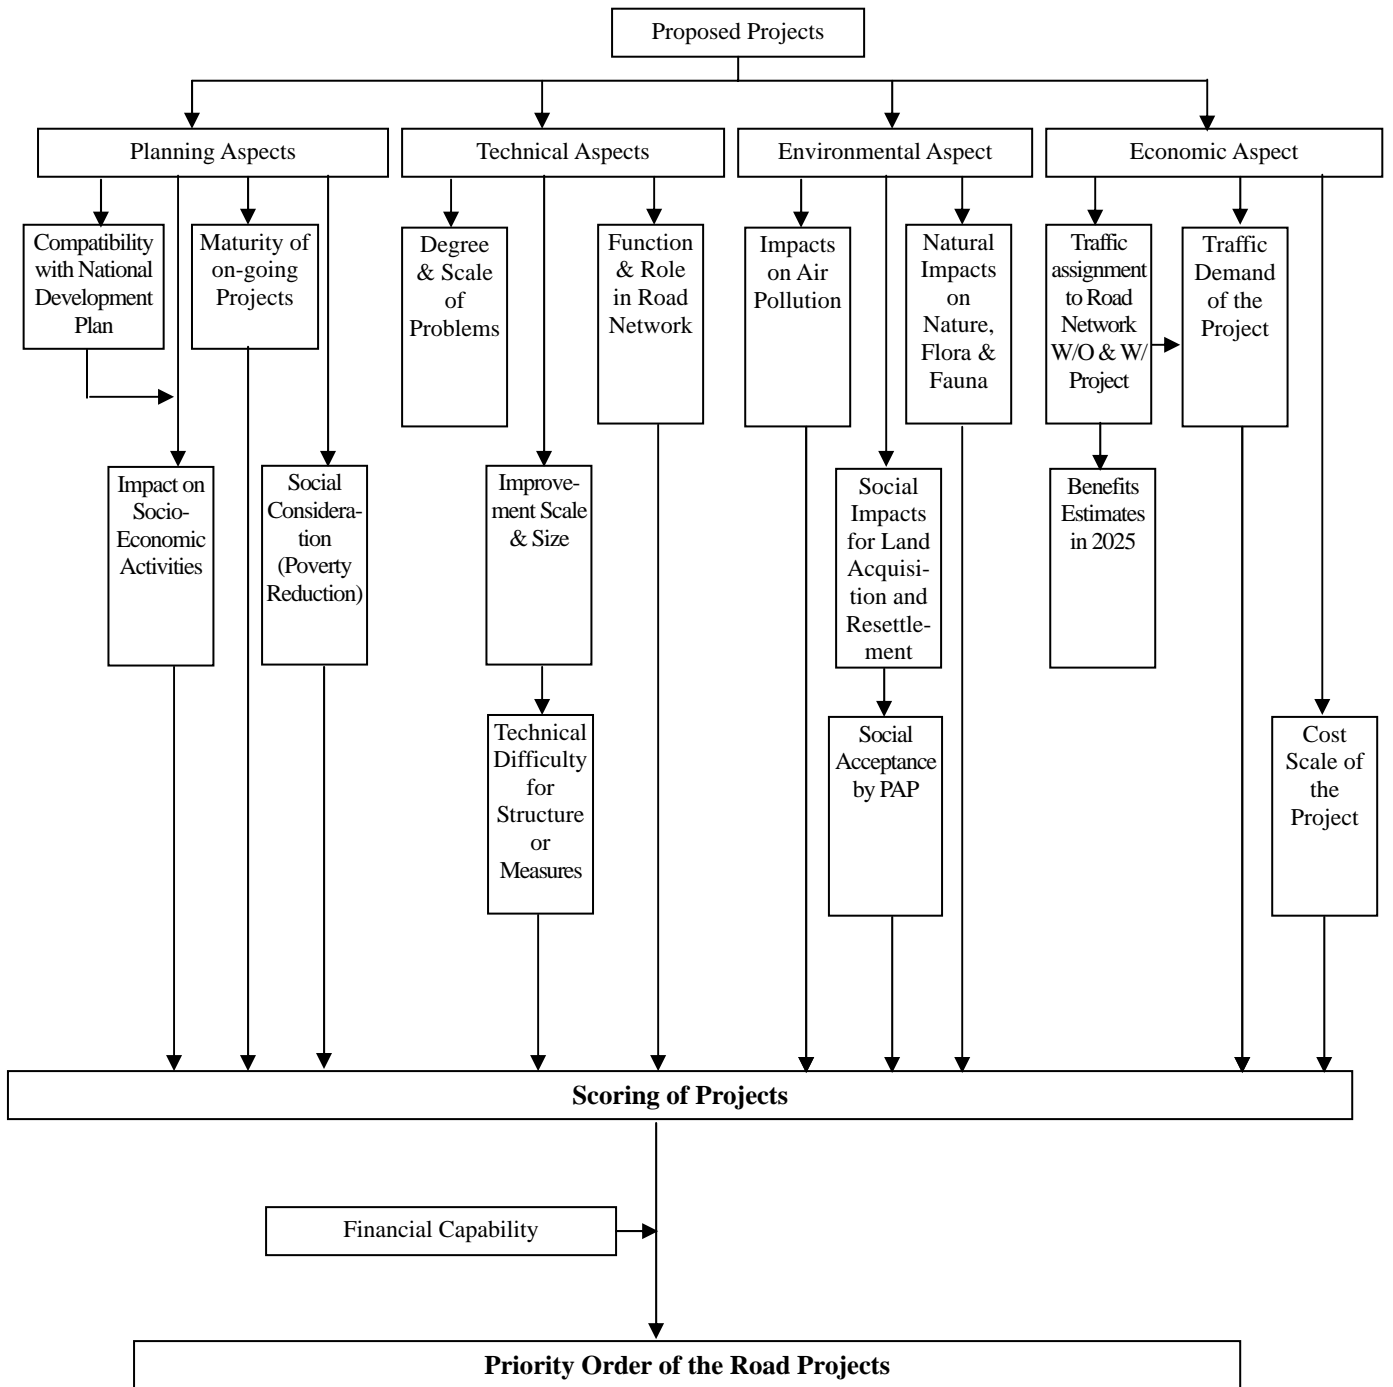 Proposed Projects
Planning Aspects
Technical Aspects
Environmental Aspect
Economic Aspect
Compatibility
with National
Development
Plan
Maturity of
on-going
Projects
Degree
& Scale
of
Problems
Function
& Role
in Road
Network
Impacts
on Air
Pollution
Natural
Impacts
on
Nature,
Flora &
Fauna
Traffic
assignment
to Road
Network
W/O & W/
Project
Traffic
Demand
of the
Project
Impact on
Socio-
Economic
Activities
Social
Considera-
tion
(Poverty
Reduction)
Improve-
ment Scale
& Size
Social
Impacts
for Land
Acquisi-
tion and
Resettle-
ment
Benefits
Estimates
in 2025
Technical
Difficulty
for
Structure
or
Measures
Social
Acceptance
by PAP
Cost
Scale of
the
Project
Scoring of Projects
Financial Capability
Priority Order of the Road Projects